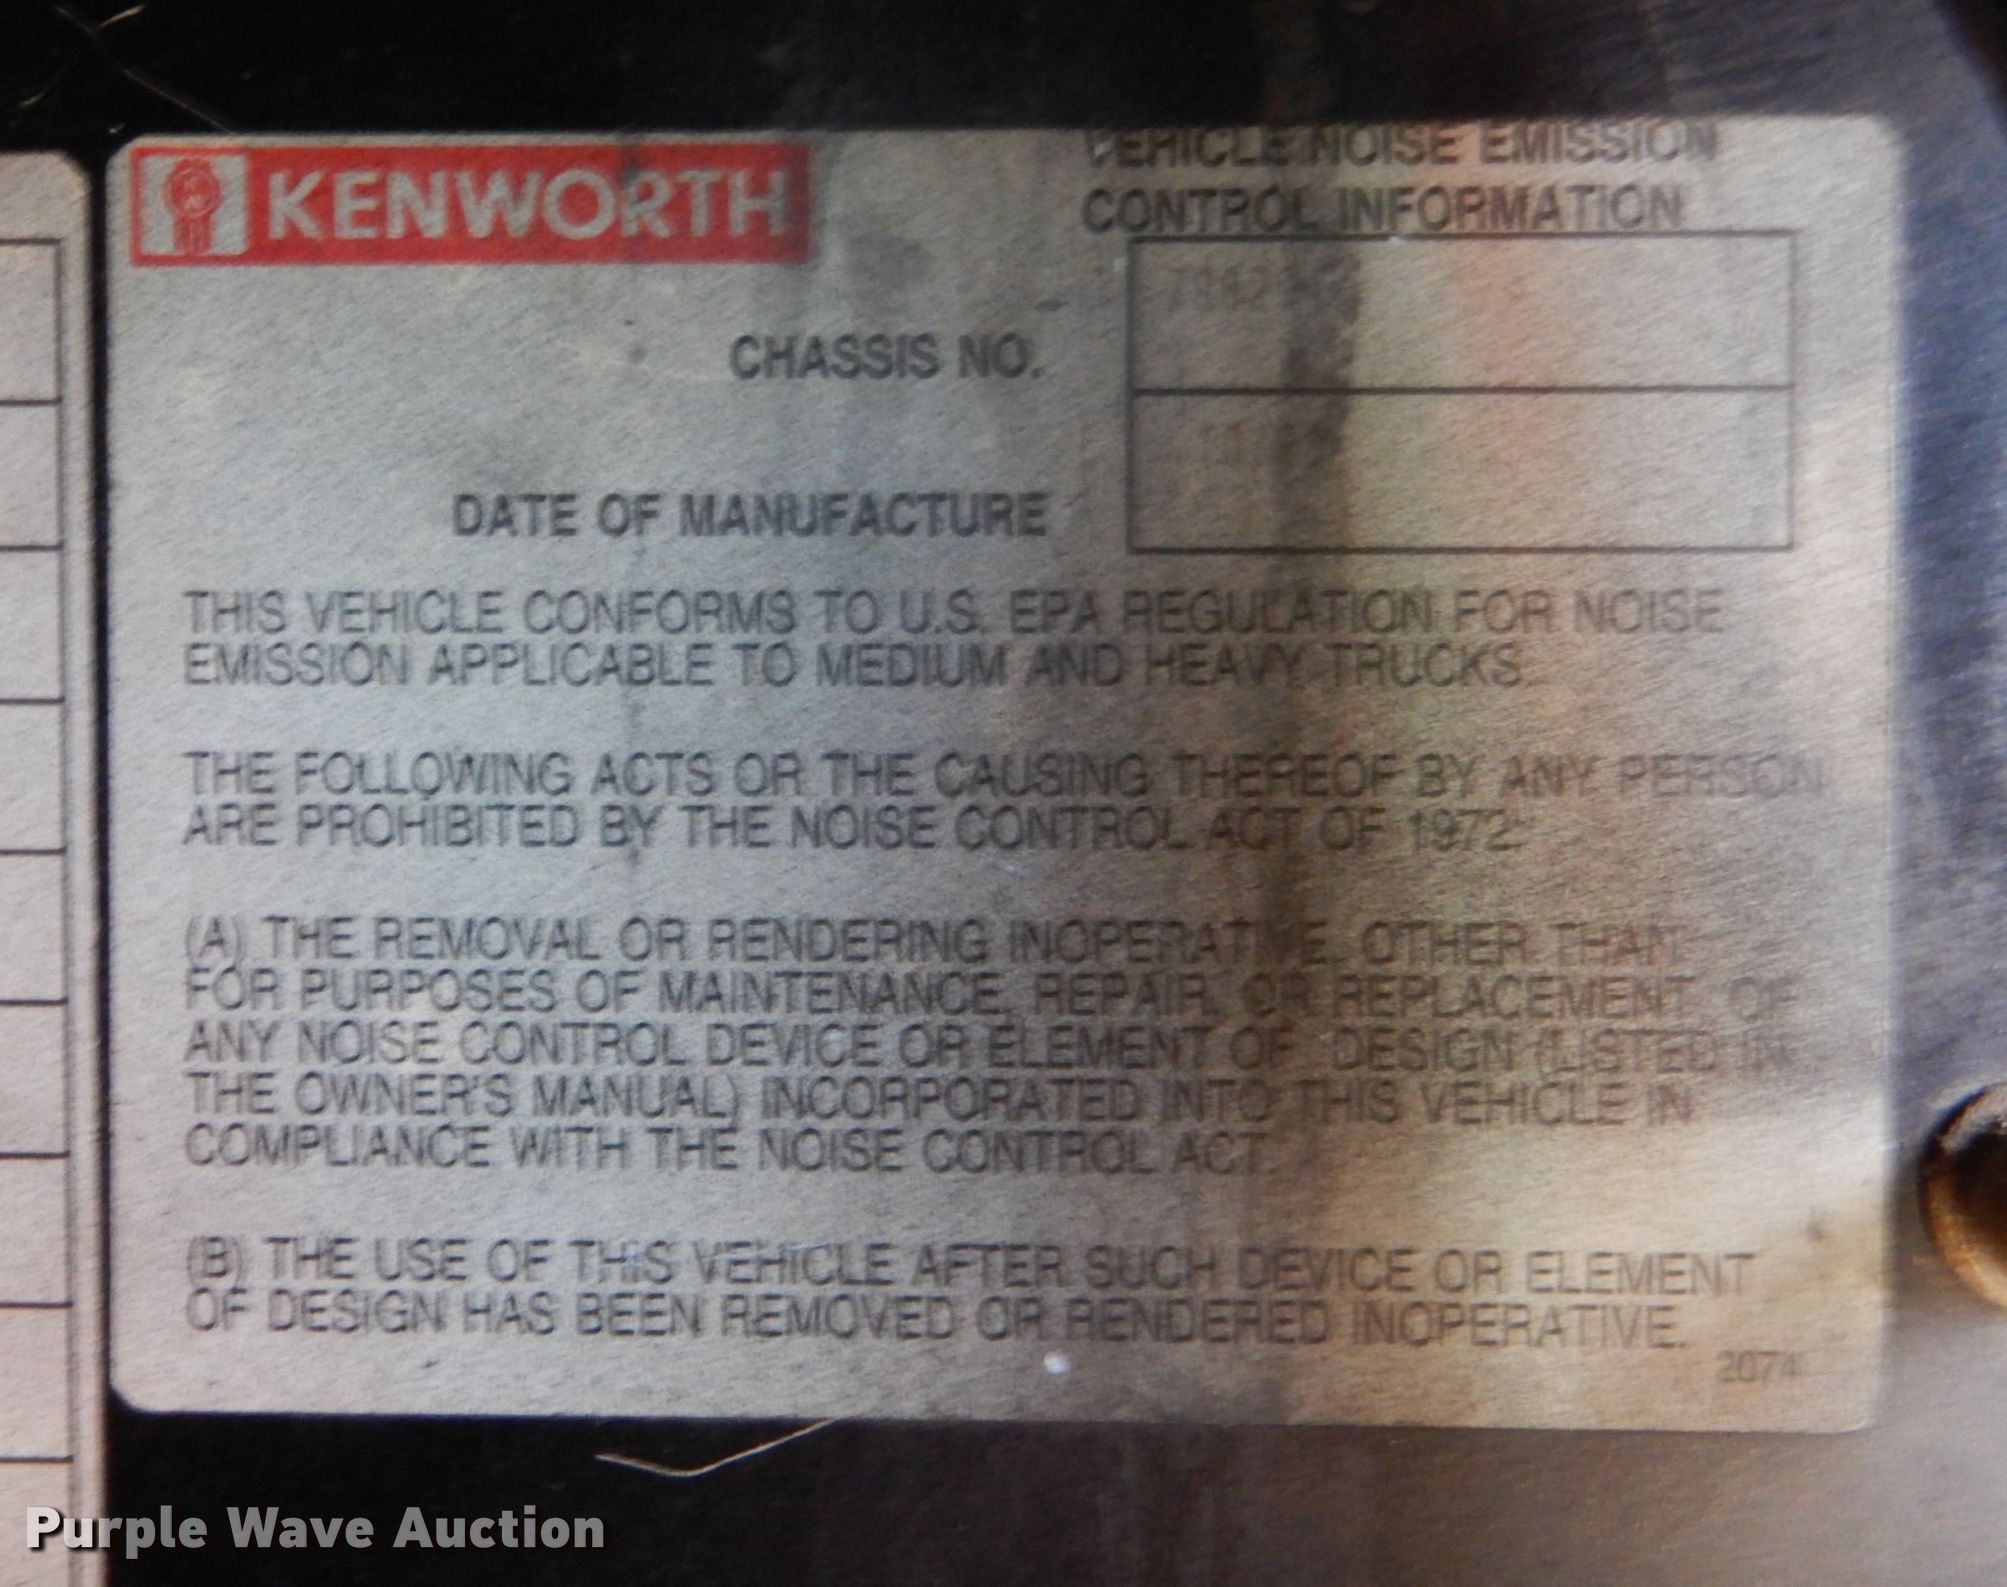 KENWORTH
VEHICLE NOISE EMISSION
CONTROL INFORMATION
CHASSIS NO.
DATE OF MANUFACTURE
THIS VEHICLE CONFORMS TO U.S. EPA REGULATION FOR NOISE
EMISSION APPLICABLE TO MEDIUM AND HEAVY TRUCKS.
THE FOLLOWING ACTS OR THE CAUSING THEREOF BY ANY PERSON
ARE PROHIBITED BY THE NOISE CONTROL ACT OF 1972:
(A) THE REMOVAL OR RENDERING INOPERATIVE, OTHER THAN
FOR PURPOSES OF MAINTENANCE, REPAIR, OR REPLACEMENT, OF
ANY NOISE CONTROL DEVICE OR ELEMENT OF DESIGN (LISTED IN
THE OWNER'S MANUAL) INCORPORATED INTO THIS VEHICLE IN
COMPLIANCE WITH THE NOISE CONTROL ACT.
(B) THE USE OF THIS VEHICLE AFTER SUCH DEVICE OR ELEMENT
OF DESIGN HAS BEEN REMOVED OR RENDERED INOPERATIVE.
2074
Purple Wave Auction